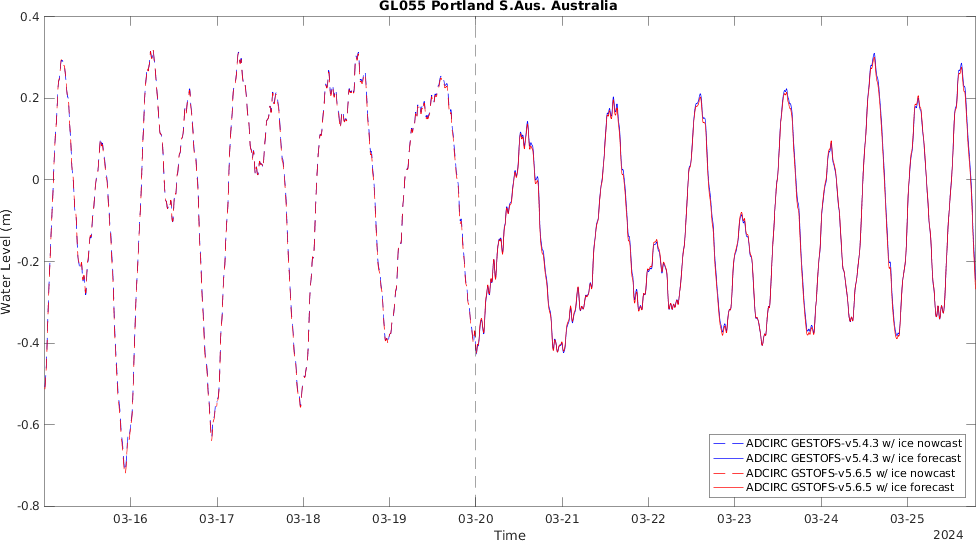 GL055 Portland S.Aus. Australia
0.4
0.2
0
-0.2
-0.4
-0.6
-0.8
Water Level (m)
ADCIRC GESTOFS-v5.4.3 w/ ice nowcast
ADCIRC GESTOFS-v5.4.3 w/ ice forecast
ADCIRC GSTOFS-v5.6.5 w/ ice nowcast
ADCIRC GSTOFS-v5.6.5 w/ ice forecast
03-16 03-17 03-18 03-19 03-20 03-21 03-22 03-23 03-24 03-25
Time
2024